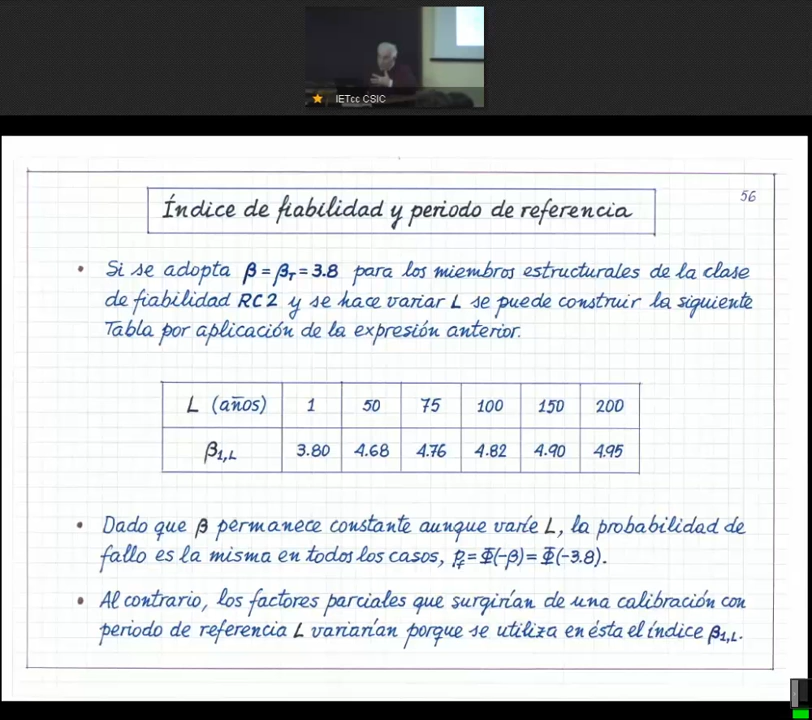 IETcc CSIC
56
Índice de fiabilidad y periodo de referencia
• Si se adopta β = β_T = 3.8 para los miembros estructurales de la clase
de fiabilidad RC2 y se hace variar L se puede construir la siguiente
Tabla por aplicación de la expresión anterior.
L (años) 1 50 75 100 150 200
β_1,L 3.80 4.68 4.76 4.82 4.90 4.95
• Dado que β permanece constante aunque varíe L, la probabilidad de
fallo es la misma en todos los casos, P_f = Φ(-β) = Φ(-3.8).
• Al contrario, los factores parciales que surgirían de una calibración con
periodo de referencia L variarían porque se utiliza en ésta el índice β_1,L.